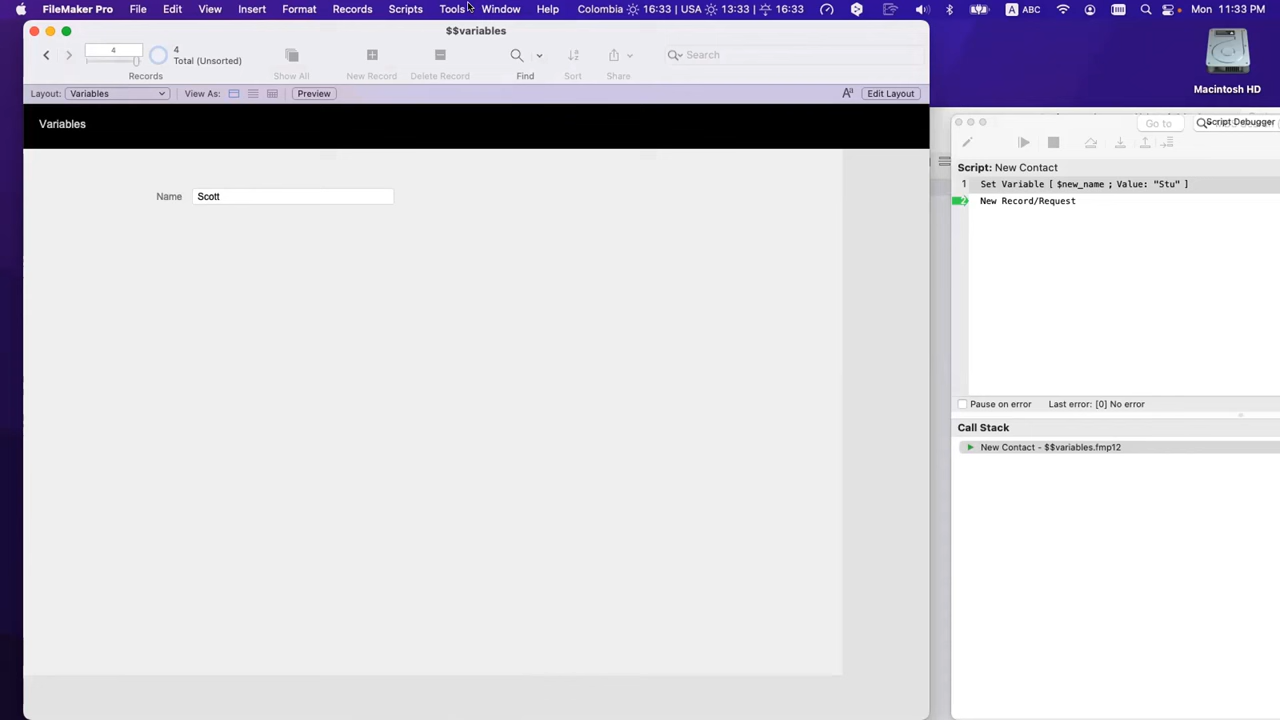 FileMaker Pro File Edit View Insert Format Records Scripts Tools Window Help Colombia 16:33 | USA 13:33 | 16:33 ABC Mon. 11:33 PM
$$variables
4
4
Total (Unsorted)
Records Show All New Record Delete Record Find Sort Share
Search
Layout: Variables View As: Preview Aª Edit Layout
Variables
Name Scott
Macintosh HD
Go to
Script Debugger
Script: New Contact
1 Set Variable [ $new_name ; Value: "Stu" ]
2 New Record/Request
Pause on error Last error: [0] No error
Call Stack
New Contact - $$variables.fmp12